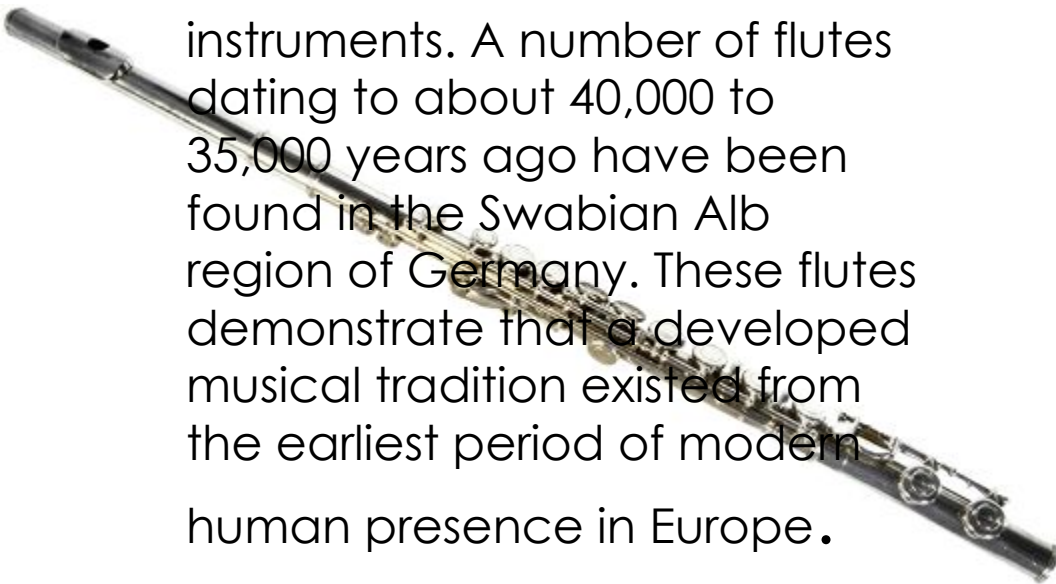 instruments. A number of flutes
dating to about 40,000 to
35,000 years ago have been
found in the Swabian Alb
region of Germany. These flutes
demonstrate that a developed
musical tradition existed from
the earliest period of modern
human presence in Europe.